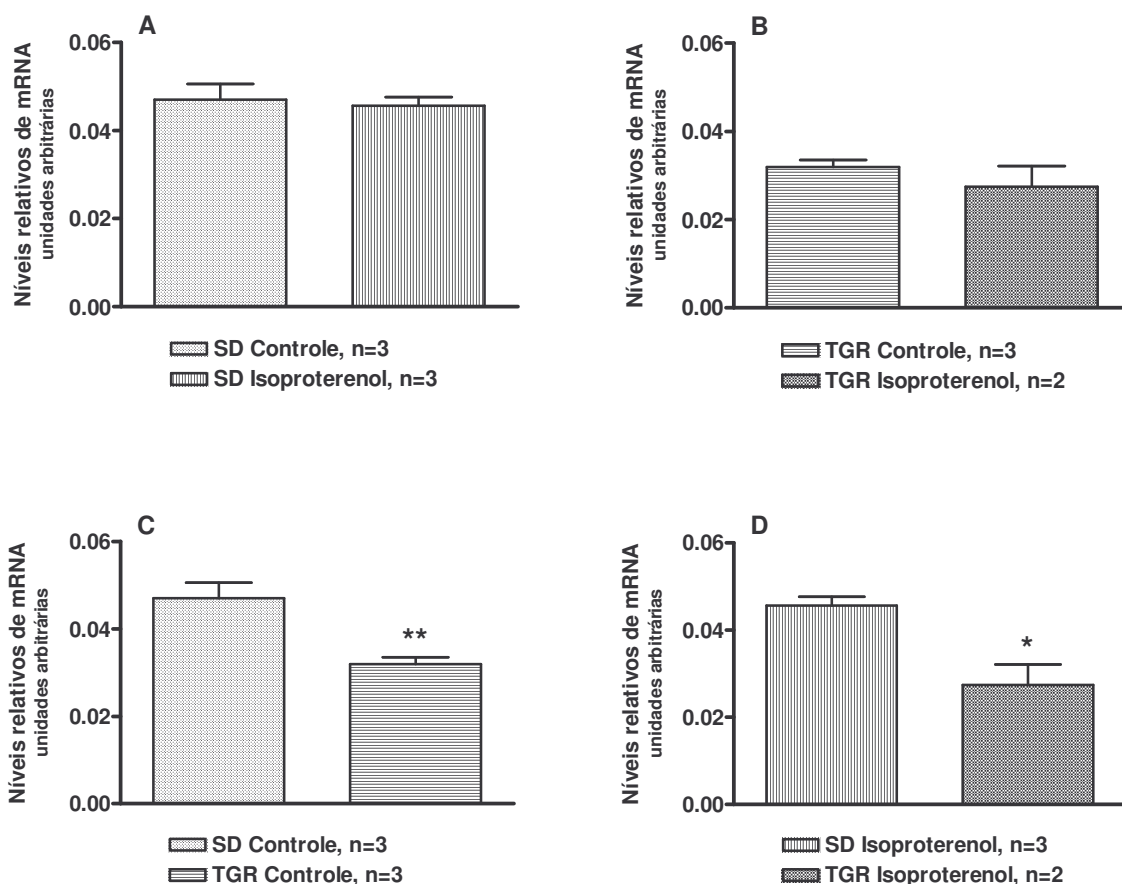 A
Níveis relativos de mRNA
unidades arbitrárias
0.06
0.04
0.02
0.00
SD Controle, n=3
SD Isoproterenol, n=3
B
Níveis relativos de mRNA
unidades arbitrárias
0.06
0.04
0.02
0.00
TGR Controle, n=3
TGR Isoproterenol, n=2
C
Níveis relativos de mRNA
unidades arbitrárias
0.06
0.04
0.02
0.00
**
SD Controle, n=3
TGR Controle, n=3
D
Níveis relativos de mRNA
unidades arbitrárias
0.06
0.04
0.02
0.00
*
SD Isoproterenol, n=3
TGR Isoproterenol, n=2